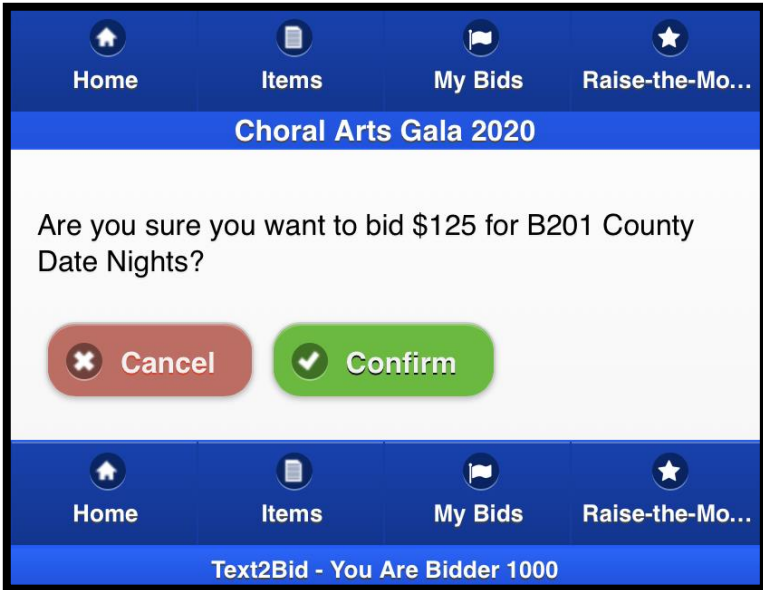 Home Items My Bids Raise-the-Mo...
Choral Arts Gala 2020
Are you sure you want to bid $125 for B201 County
Date Nights?
Cancel Confirm
Home Items My Bids Raise-the-Mo...
Text2Bid - You Are Bidder 1000